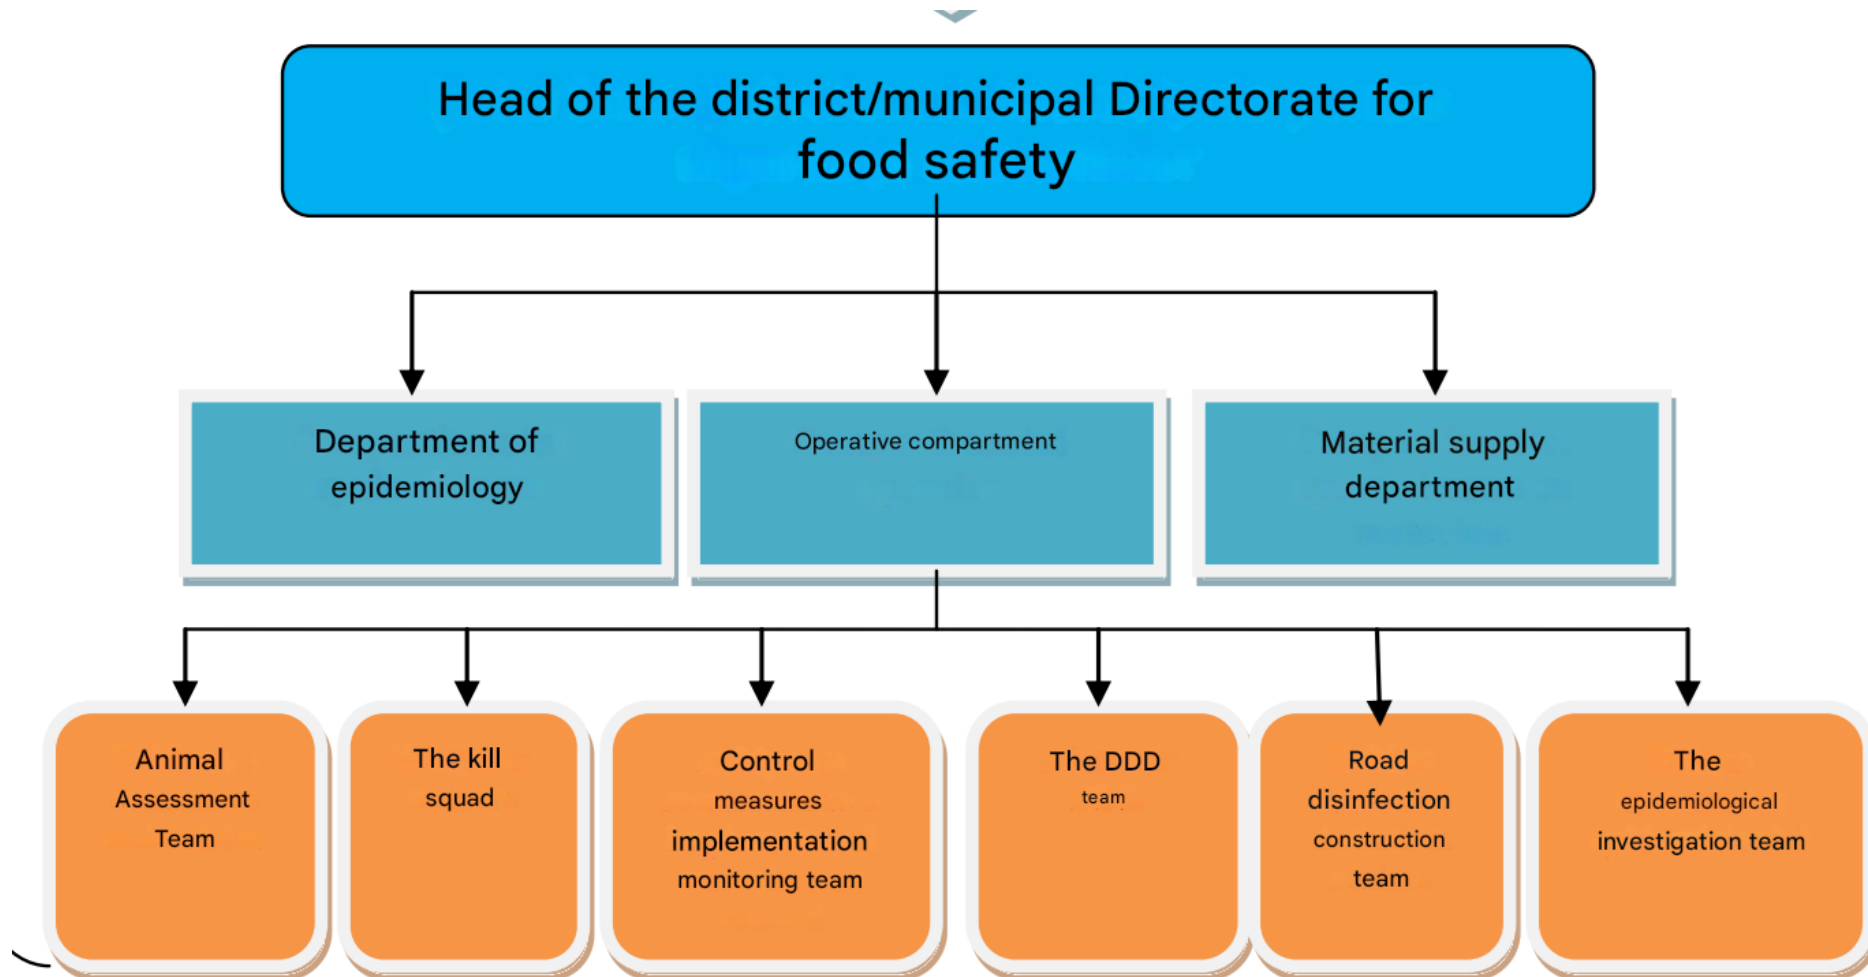 Head of the district/municipal Directorate for
food safety
Department of
epidemiology
Operative compartment
Material supply
department
Animal
Assessment
Team
The kill
squad
Control
measures
implementation
monitoring team
The DDD
team
Road
disinfection
construction
team
The
epidemiological
investigation team